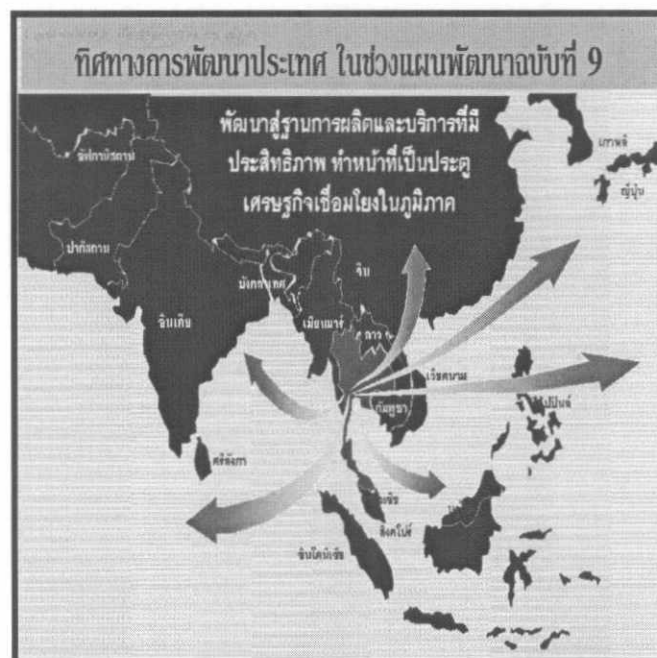 ทิศทางการพัฒนาประเทศ ในช่วงแผนพัฒนาฉบับที่ 9
พัฒนาสู่ฐานการผลิตและบริการที่มี
ประสิทธิภาพ ทำหน้าที่เป็นประตู
เศรษฐกิจเชื่อมโยงในภูมิภาค
เกาหลี
ญี่ปุ่น
อัฟกานิสถาน
ปากีสถาน
บังคลาเทศ
จีน
อินเดีย
เมียนมาร์
ลาว
เวียดนาม
กัมพูชา
ศรีลังกา
สิงคโปร์
อินโดนีเซีย